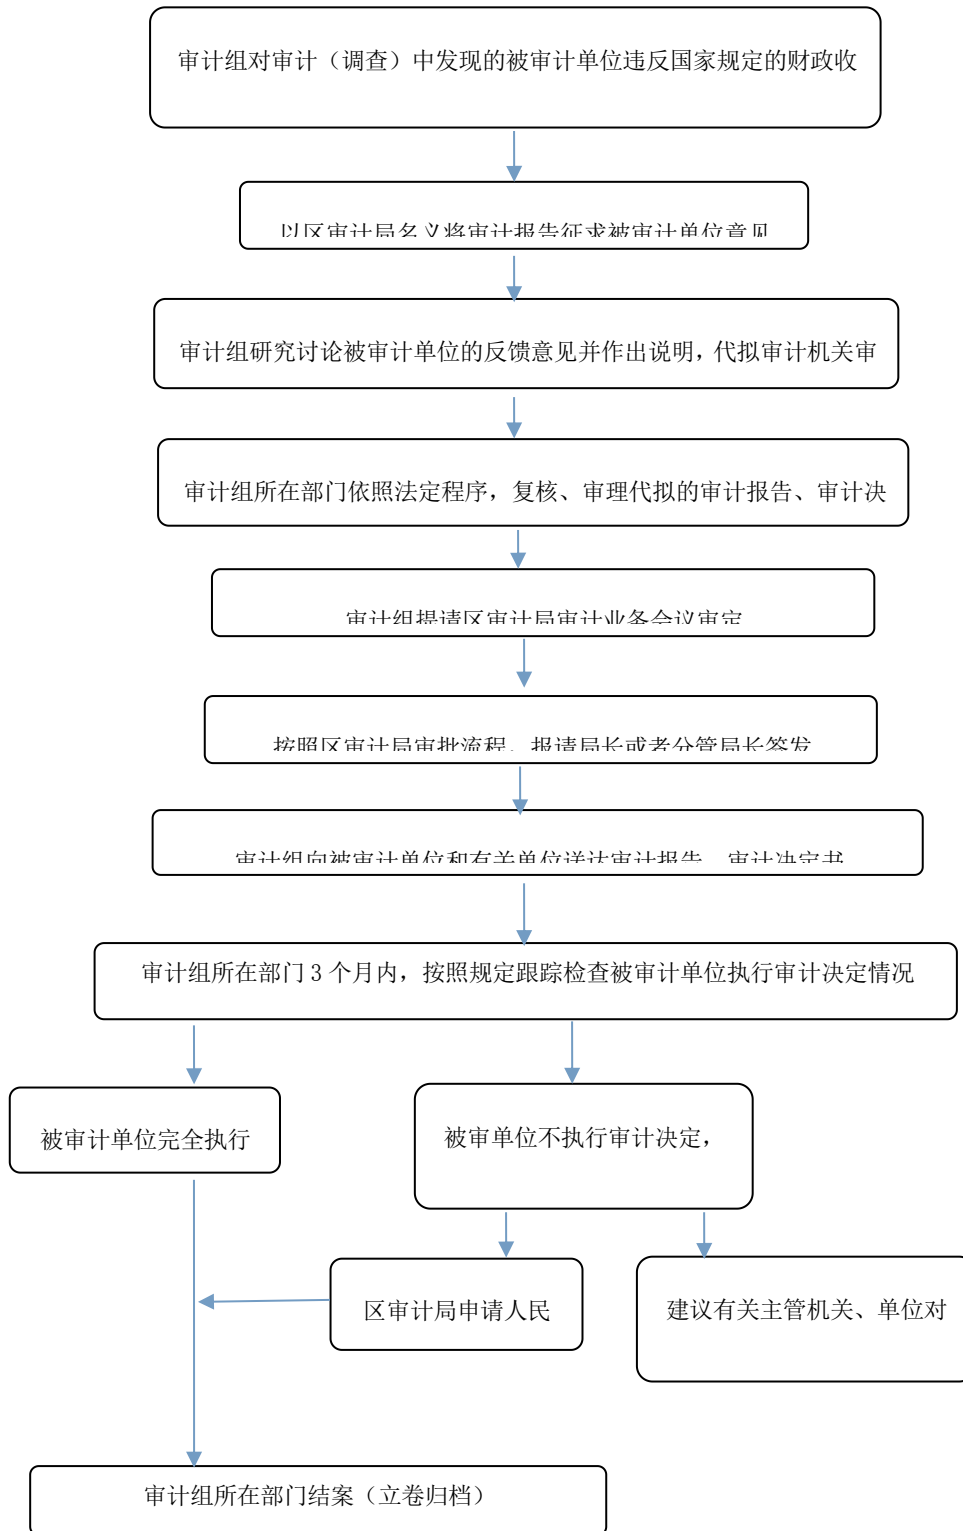 审计组对审计（调查）中发现的被审计单位违反国家规定的财政收
以区审计局名义将审计报告征求被审计单位意见
审计组研究讨论被审计单位的反馈意见并作出说明，代拟审计机关审
审计组所在部门依照法定程序，复核、审理代拟的审计报告、审计决
审计组提请区审计局审计业务会议审定
按照区审计局审批流程，报请局长或者分管局长签发
审计组向被审计单位和有关单位送达审计报告、审计决定书
审计组所在部门 3 个月内，按照规定跟踪检查被审计单位执行审计决定情况
被审计单位完全执行
被审单位不执行审计决定，
区审计局申请人民
建议有关主管机关、单位对
审计组所在部门结案（立卷归档）